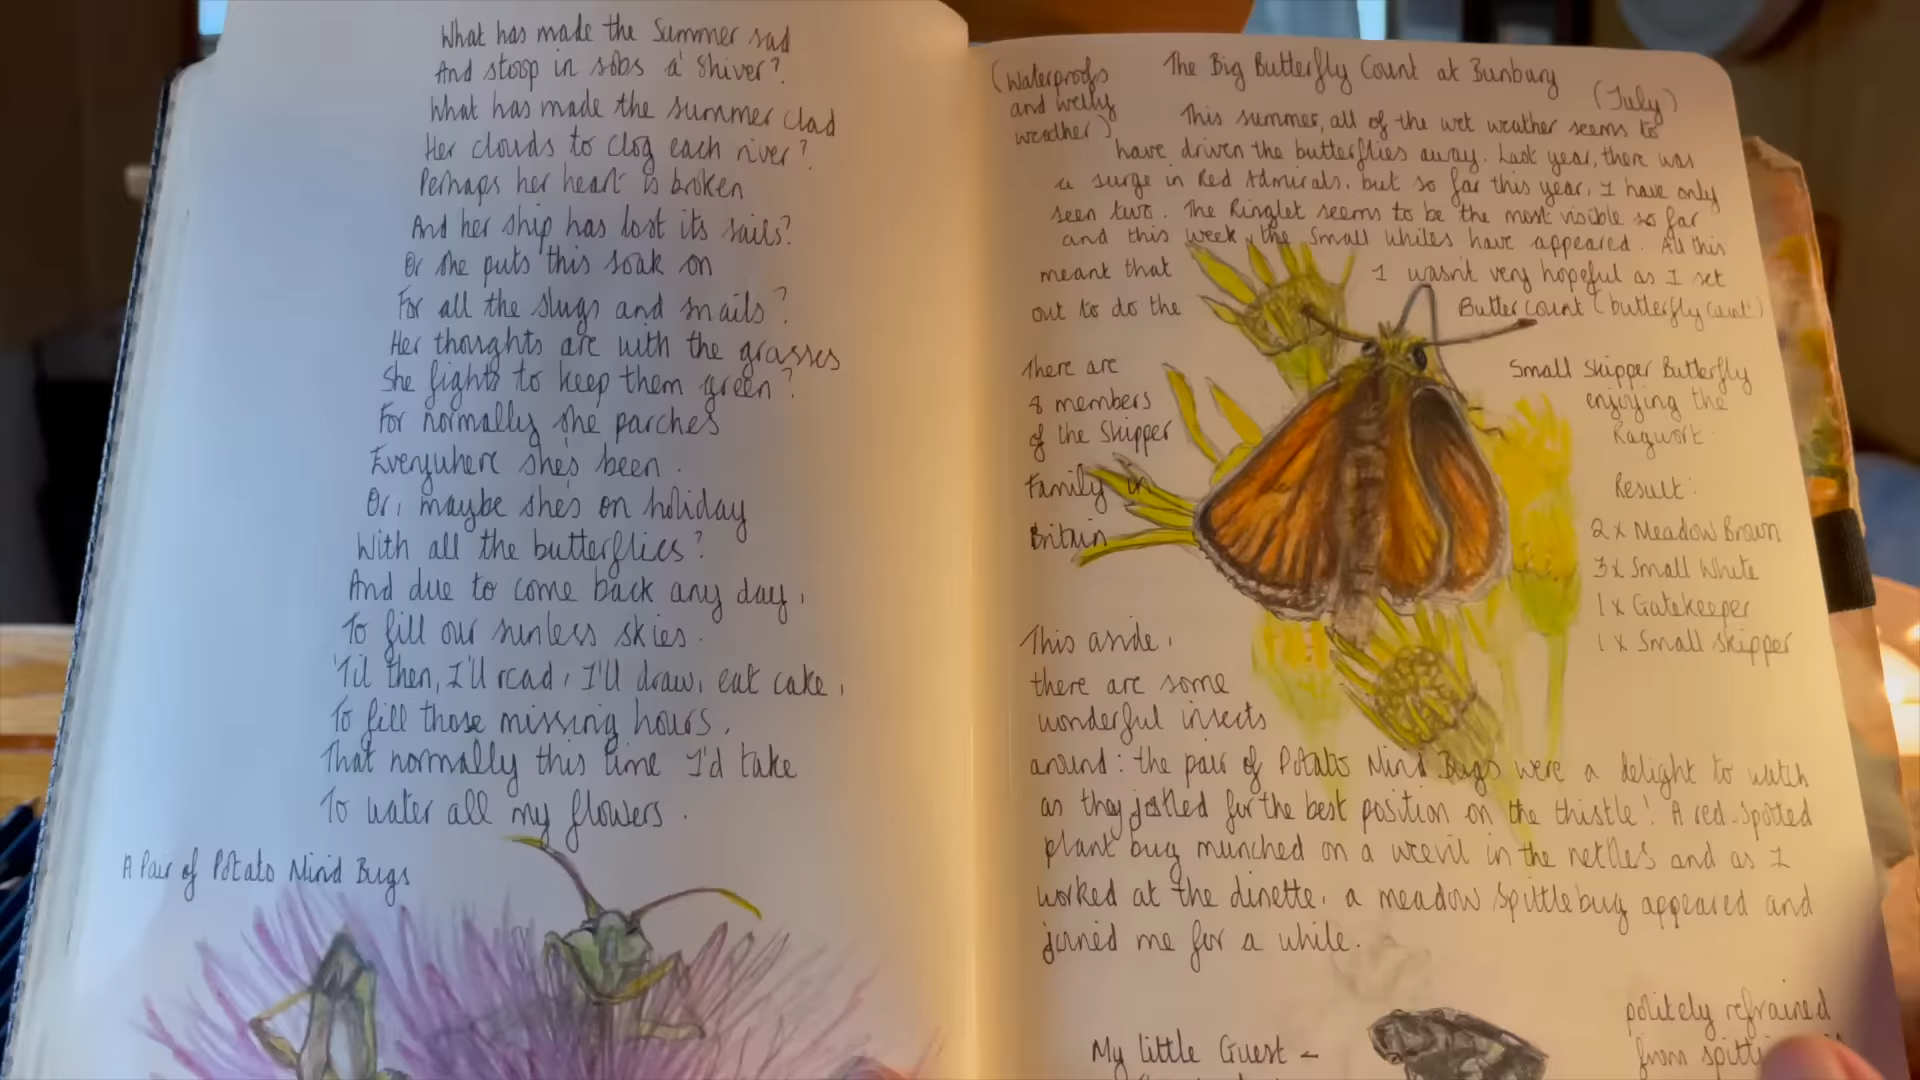 What has made the Summer sad
And stoop in sobs a' shiver?
What has made the summer clad
Her clouds to clog each river?
Perhaps her heart is broken
And her ship has lost its sails?
Or she puts this soak on
For all the slugs and snails?
Her thoughts are with the grasses
She fights to keep them green?
For normally she parches
Everywhere she's been.
Or, maybe she's on holiday
With all the butterflies?
And due to come back any day,
To fill our sunless skies.
'Til then, I'll read, I'll draw, eat cake,
To fill those missing hours,
That normally this time I'd take
To water all my flowers.
A Pair of Potato Mirid Bugs
The Big Butterfly Count at Bunbury
(July)
(Waterproofs
and welly
weather)
This summer, all of the wet weather seems to
have driven the butterflies away. Last year, there was
a surge in Red Admirals, but so far this year, I have only
seen two. The Ringlet seems to be the most visible so far
and this week, the Small Whites have appeared. All this
meant that I wasn't very hopeful as I set
out to do the Butter Count (butterfly count)
There are
8 members
of the Skipper
Family in
Britain
Small Skipper Butterfly
enjoying the
Ragwort.
Result:
2 x Meadow Brown
3 x Small White
1 x Gatekeeper
1 x Small Skipper
This aside,
there are some
wonderful insects
around: the pair of Potato Mirid Bugs were a delight to watch
as they jostled for the best position on the thistle! A red-spotted
plant bug munched on a weevil in the nettles and as I
worked at the dinette, a meadow spittlebug appeared and
joined me for a while.
My little Guest -
politely refrained
from